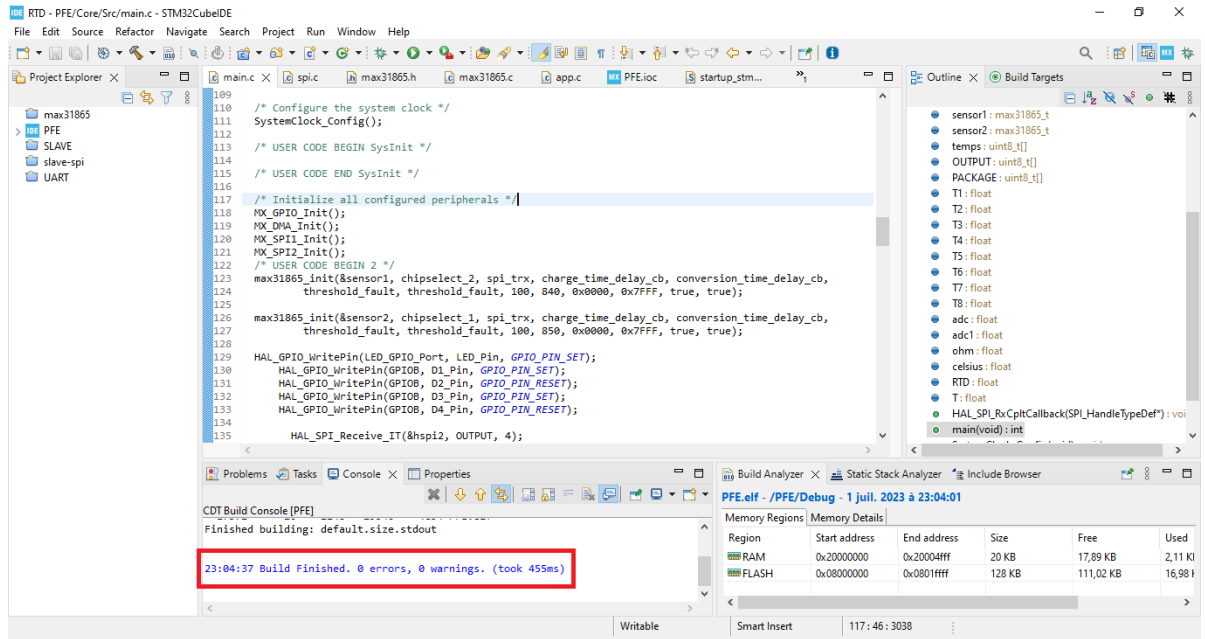 RTD - PFE/Core/Src/main.c - STM32CubeIDE
File Edit Source Refactor Navigate Search Project Run Window Help
Project Explorer
max31865
PFE
SLAVE
slave-spi
UART
main.c spi.c max31865.h max31865.c app.c PFE.ioc startup_stm... »1
109
110 /* Configure the system clock */
111 SystemClock_Config();
112
113 /* USER CODE BEGIN SysInit */
114
115 /* USER CODE END SysInit */
116
117 /* Initialize all configured peripherals */
118 MX_GPIO_Init();
119 MX_DMA_Init();
120 MX_SPI1_Init();
121 MX_SPI2_Init();
122 /* USER CODE BEGIN 2 */
123 max31865_init(&sensor1, chipselect_2, spi_trx, charge_time_delay_cb, conversion_time_delay_cb,
124 threshold_fault, threshold_fault, 100, 840, 0x0000, 0x7FFF, true, true);
125
126 max31865_init(&sensor2, chipselect_1, spi_trx, charge_time_delay_cb, conversion_time_delay_cb,
127 threshold_fault, threshold_fault, 100, 850, 0x0000, 0x7FFF, true, true);
128
129 HAL_GPIO_WritePin(LED_GPIO_Port, LED_Pin, GPIO_PIN_SET);
130 HAL_GPIO_WritePin(GPIOB, D1_Pin, GPIO_PIN_SET);
131 HAL_GPIO_WritePin(GPIOB, D2_Pin, GPIO_PIN_RESET);
132 HAL_GPIO_WritePin(GPIOB, D3_Pin, GPIO_PIN_SET);
133 HAL_GPIO_WritePin(GPIOB, D4_Pin, GPIO_PIN_RESET);
134
135 HAL_SPI_Receive_IT(&hspi2, OUTPUT, 4);
Outline Build Targets
sensor1 : max31865_t
sensor2 : max31865_t
temps : uint8_t[]
OUTPUT : uint8_t[]
PACKAGE : uint8_t[]
T1 : float
T2 : float
T3 : float
T4 : float
T5 : float
T6 : float
T7 : float
T8 : float
adc : float
adc1 : float
ohm : float
celsius : float
RTD : float
T : float
HAL_SPI_RxCpltCallback(SPI_HandleTypeDef*) : voi
main(void) : int
Problems Tasks Console Properties
CDT Build Console [PFE]
Finished building: default.size.stdout
23:04:37 Build Finished. 0 errors, 0 warnings. (took 455ms)
Build Analyzer Static Stack Analyzer Include Browser
PFE.elf - /PFE/Debug - 1 juil. 2023 à 23:04:01
Memory Regions Memory Details
Region Start address End address Size Free Used
RAM 0x20000000 0x20004fff 20 KB 17,89 KB 2,11 K
FLASH 0x08000000 0x0801ffff 128 KB 111,02 KB 16,98 K
Writable Smart Insert 117 : 46 : 3038